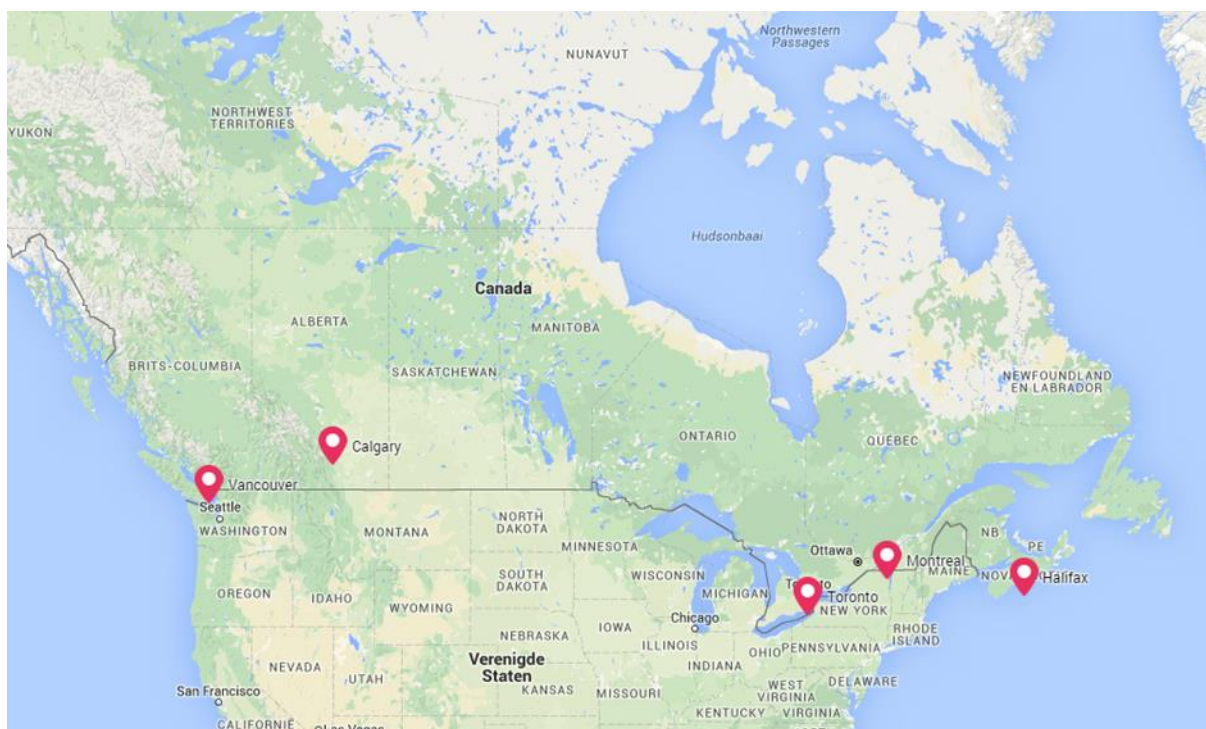 Northwestern
Passages
NUNAVUT
NORTHWEST
TERRITORIES
YUKON
Hudsonbaai
Canada
ALBERTA
MANITOBA
BRITS-COLUMBIA
SASKATCHEWAN
NEWFOUNDLAND
EN LABRADOR
ONTARIO
QUÉBEC
Calgary
Vancouver
Seattle
WASHINGTON
MONTANA
NORTH
DAKOTA
MINNESOTA
Ottawa
Montreal
MAINE
NB
PE
Halifax
Toronto
NEW YORK
OREGON
IDAHO
SOUTH
DAKOTA
WISCONSIN
MICHIGAN
WYOMING
Chicago
IOWA
NEBRASKA
ILLINOIS
INDIANA
OHIO
PENNSYLVANIA
RHODE
ISLAND
NEVADA
UTAH
Verenigde
Staten
KANSAS
MISSOURI
WEST
VIRGINIA
DELAWARE
San Francisco
KENTUCKY
VIRGINIA
CALIFORNIË
Las Vegas